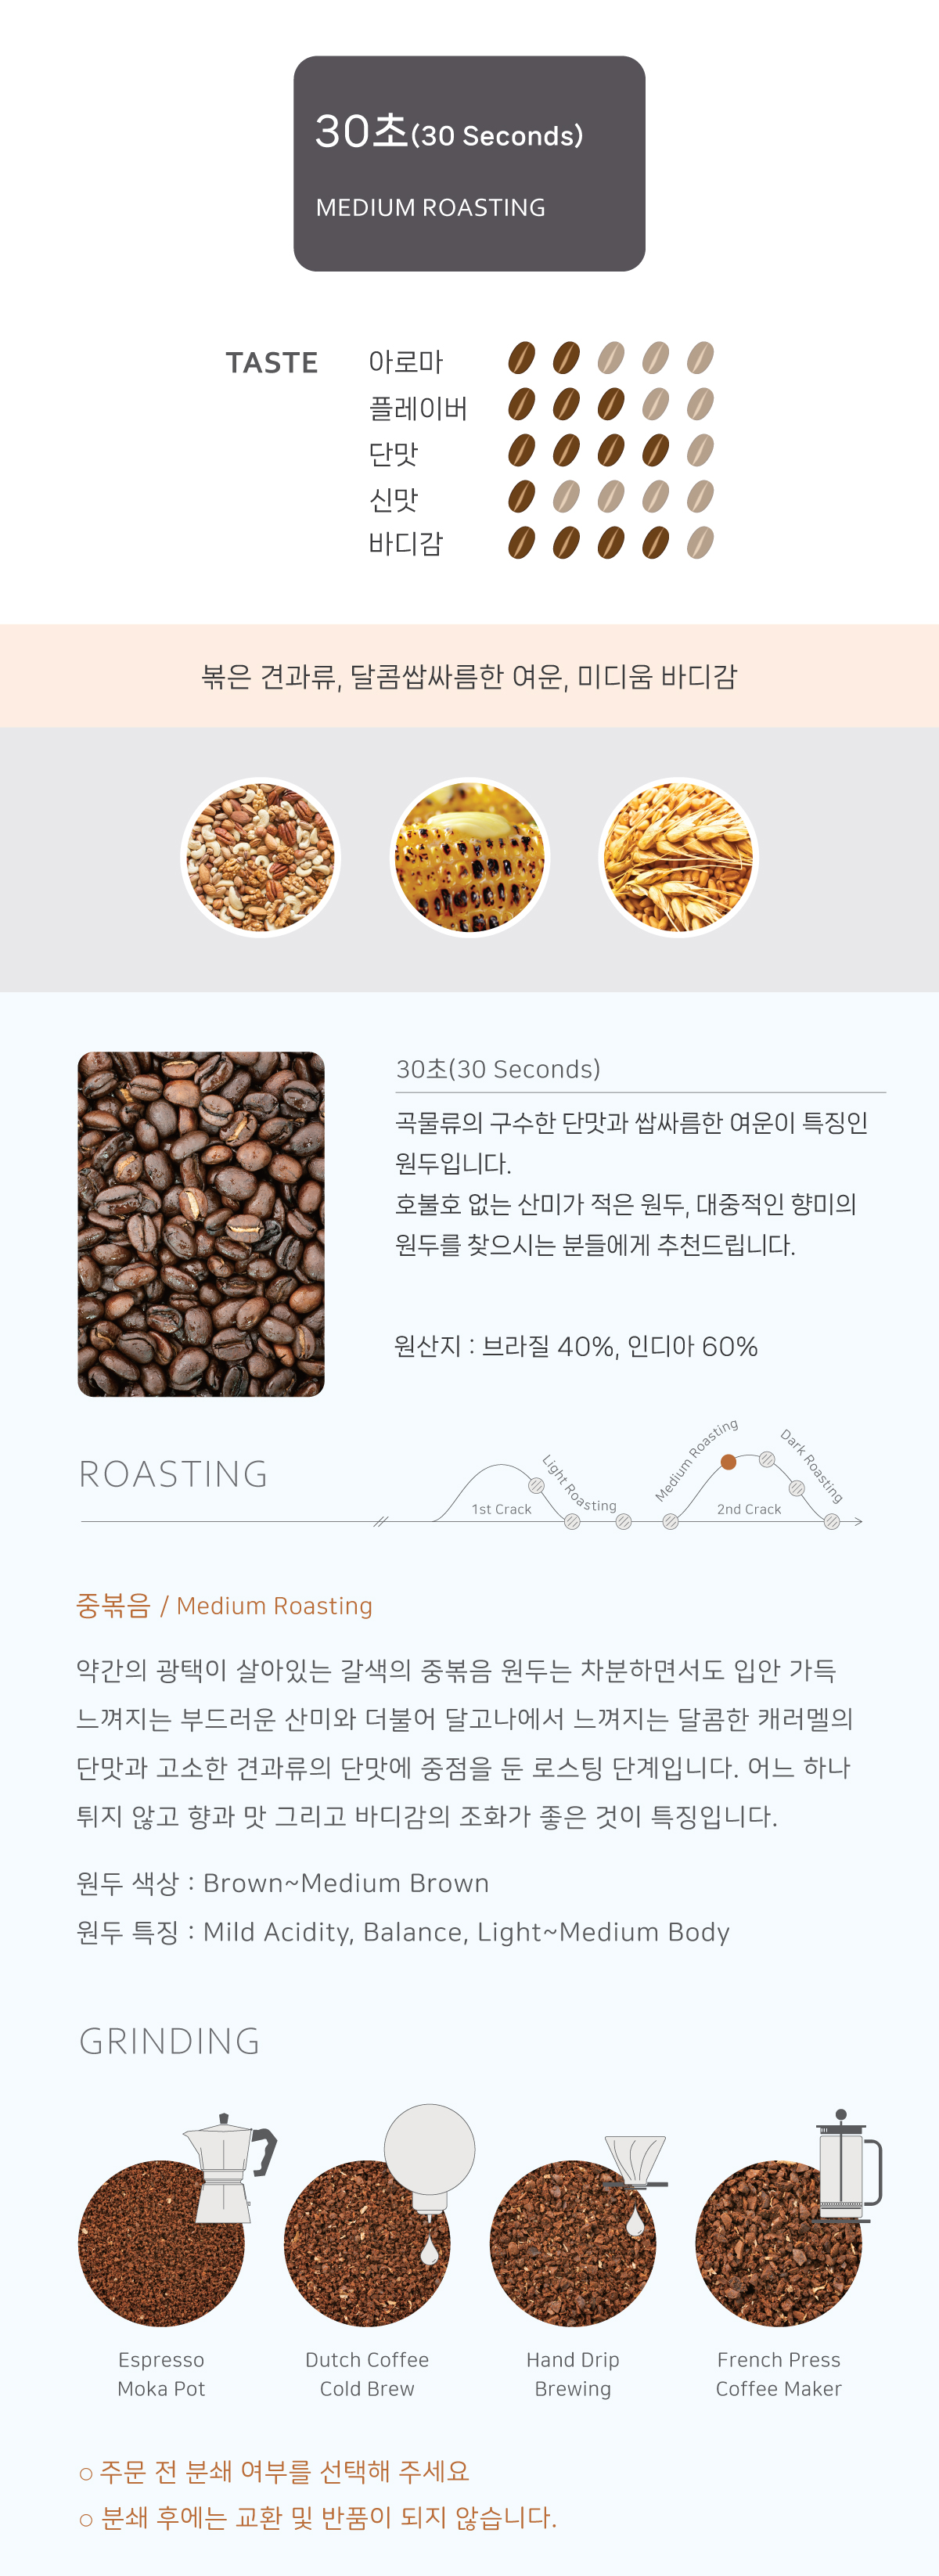 30초(30 Seconds)
MEDIUM ROASTING
TASTE
아로마
플레이버
단맛
신맛
바디감
볶은 견과류, 달콤쌉싸름한 여운, 미디움 바디감
30초(30 Seconds)
곡물류의 구수한 단맛과 쌉싸름한 여운이 특징인
원두입니다.
호불호 없는 산미가 적은 원두, 대중적인 향미의
원두를 찾으시는 분들에게 추천드립니다.
원산지 : 브라질 40%, 인디아 60%
ROASTING
1st Crack
Light Roasting
Medium Roasting
2nd Crack
Dark Roasting
중볶음 / Medium Roasting
약간의 광택이 살아있는 갈색의 중볶음 원두는 차분하면서도 입안 가득
느껴지는 부드러운 산미와 더불어 달고나에서 느껴지는 달콤한 캐러멜의
단맛과 고소한 견과류의 단맛에 중점을 둔 로스팅 단계입니다. 어느 하나
튀지 않고 향과 맛 그리고 바디감의 조화가 좋은 것이 특징입니다.
원두 색상 : Brown~Medium Brown
원두 특징 : Mild Acidity, Balance, Light~Medium Body
GRINDING
Espresso
Moka Pot
Dutch Coffee
Cold Brew
Hand Drip
Brewing
French Press
Coffee Maker
○ 주문 전 분쇄 여부를 선택해 주세요
○ 분쇄 후에는 교환 및 반품이 되지 않습니다.